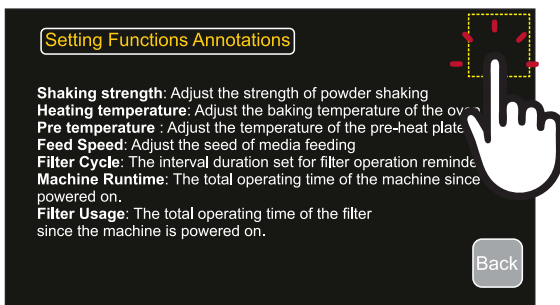 Setting Functions Annotations
Shaking strength: Adjust the strength of powder shaking
Heating temperature: Adjust the baking temperature of the
Pre temperature : Adjust the temperature of the pre-heat plate
Feed Speed: Adjust the seed of media feeding
Filter Cycle: The interval duration set for filter operation
Machine Runtime: The total operating time of the machine since
powered on.
Filter Usage: The total operating time of the filter
since the machine is powered on.
Back